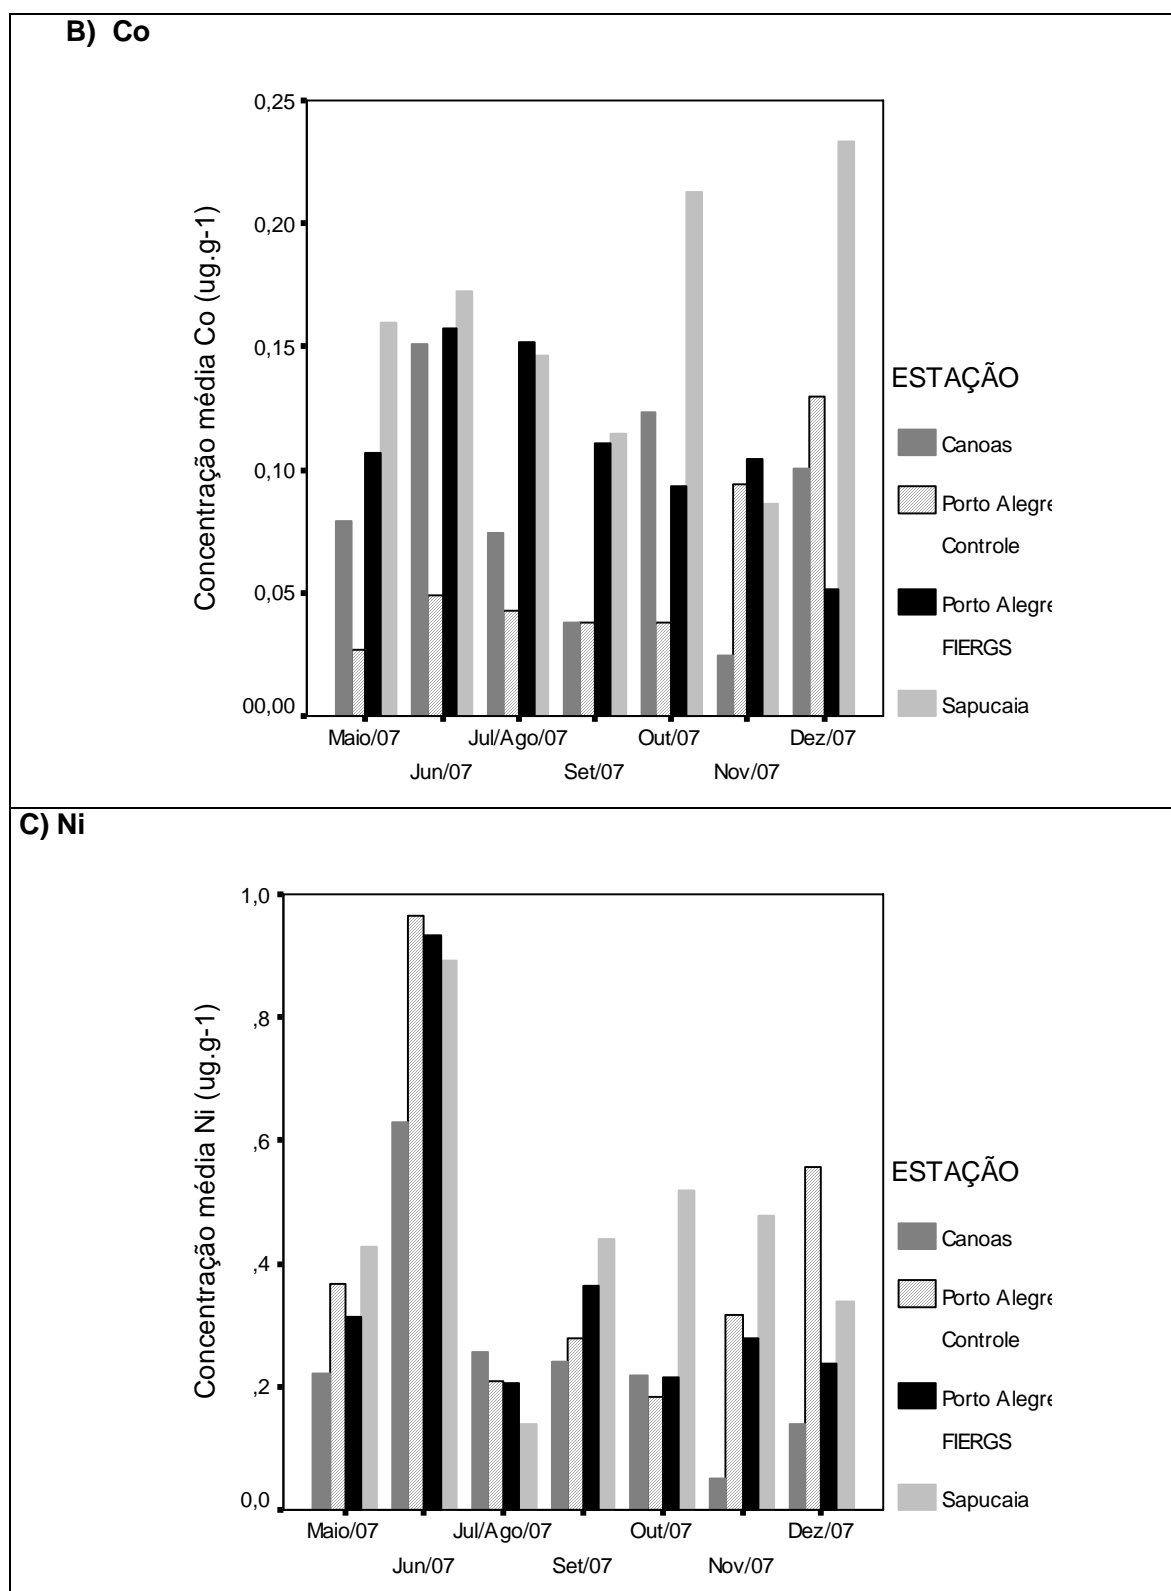 B) Co
Concentração média Co (ug.g-1)
0,25
0,20
0,15
0,10
0,05
00,00
Maio/07
Jun/07
Jul/Ago/07
Set/07
Out/07
Nov/07
Dez/07
ESTAÇÃO
Canoas
Porto Alegre
Controle
Porto Alegre
FIERGS
Sapucaia
C) Ni
Concentração média Ni (ug.g-1)
1,0
,8
,6
,4
,2
0,0
Maio/07
Jun/07
Jul/Ago/07
Set/07
Out/07
Nov/07
Dez/07
ESTAÇÃO
Canoas
Porto Alegre
Controle
Porto Alegre
FIERGS
Sapucaia